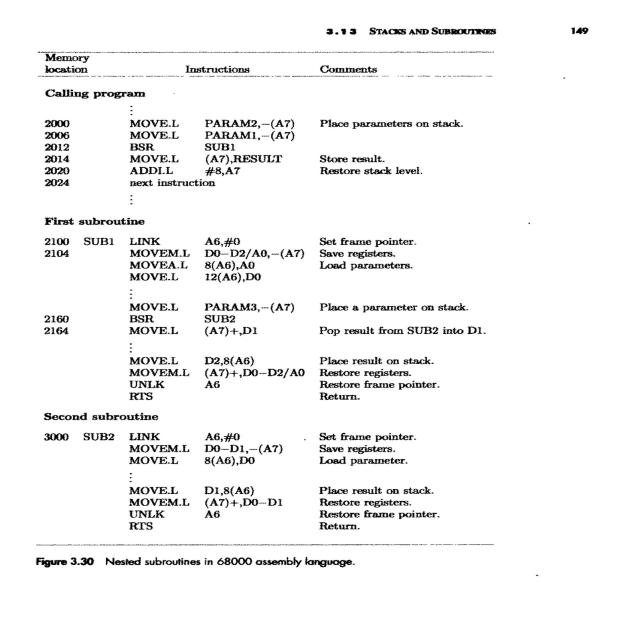 3.13 STACKS AND SUBROUTINES 149
Memory
location Instructions Comments
Calling program
⋮
2000 MOVE.L PARAM2,−(A7) Place parameters on stack.
2006 MOVE.L PARAM1,−(A7)
2012 BSR SUB1
2014 MOVE.L (A7),RESULT Store result.
2020 ADDI.L #8,A7 Restore stack level.
2024 next instruction
⋮
First subroutine
2100 SUB1 LINK A6,#0 Set frame pointer.
2104 MOVEM.L D0−D2/A0,−(A7) Save registers.
MOVEA.L 8(A6),A0 Load parameters.
MOVE.L 12(A6),D0
⋮
MOVE.L PARAM3,−(A7) Place a parameter on stack.
2160 BSR SUB2
2164 MOVE.L (A7)+,D1 Pop result from SUB2 into D1.
⋮
MOVE.L D2,8(A6) Place result on stack.
MOVEM.L (A7)+,D0−D2/A0 Restore registers.
UNLK A6 Restore frame pointer.
RTS Return.
Second subroutine
3000 SUB2 LINK A6,#0 Set frame pointer.
MOVEM.L D0−D1,−(A7) Save registers.
MOVE.L 8(A6),D0 Load parameter.
⋮
MOVE.L D1,8(A6) Place result on stack.
MOVEM.L (A7)+,D0−D1 Restore registers.
UNLK A6 Restore frame pointer.
RTS Return.
Figure 3.30 Nested subroutines in 68000 assembly language.